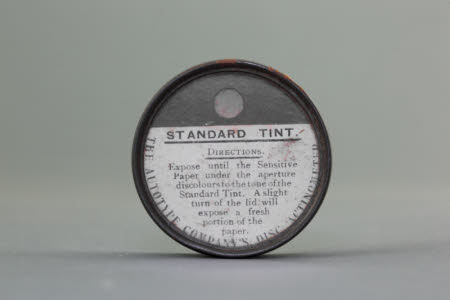 STANDARD TINT.
DIRECTIONS.
Expose until the Sensitive
Paper under the aperture
discolours to the tone of the
Standard Tint. A slight
turn of the lid will
expose a fresh
portion of the
paper.
THE AUTOTYPE COMPANY'S DISC ACTINOMETER